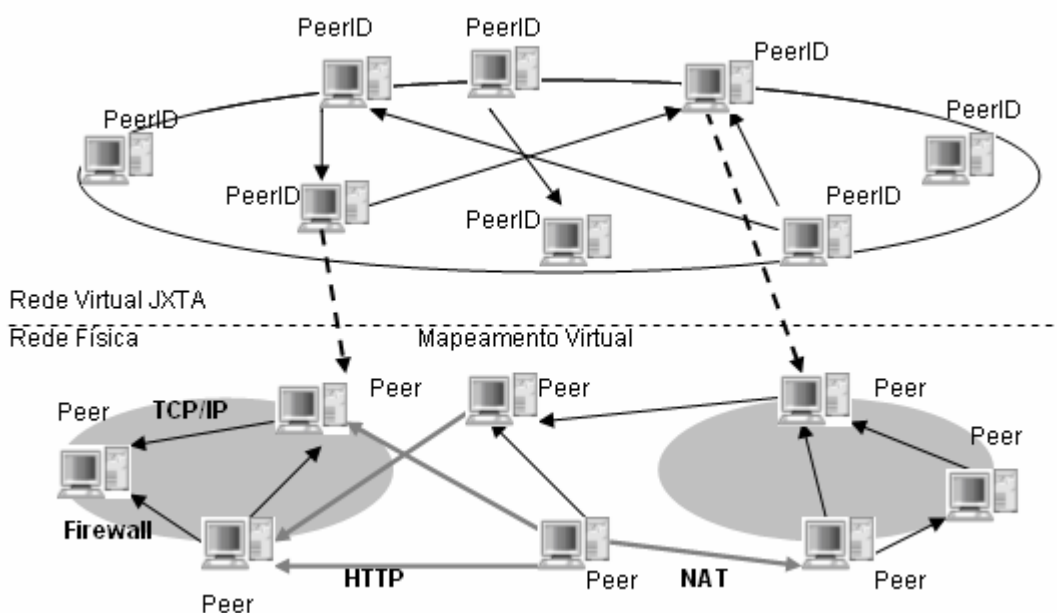 PeerID
PeerID
PeerID
PeerID
PeerID
PeerID
PeerID
PeerID
Rede Virtual JXTA
Rede Física
Mapeamento Virtual
Peer
Peer
Peer
Peer
TCP/IP
Peer
Firewall
HTTP
Peer
NAT
Peer
Peer